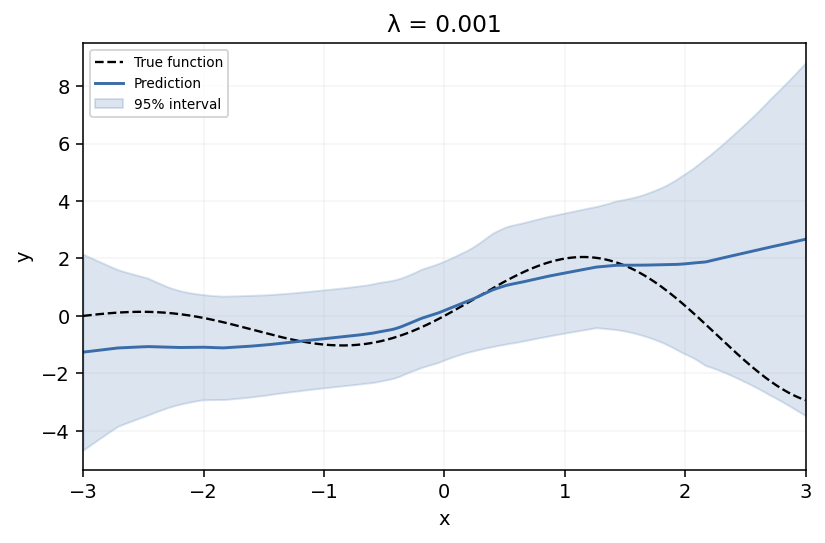 λ = 0.001
True function
Prediction
95% interval
8
6
4
2
0
−2
−4
y
−3 −2 −1 0 1 2 3
x